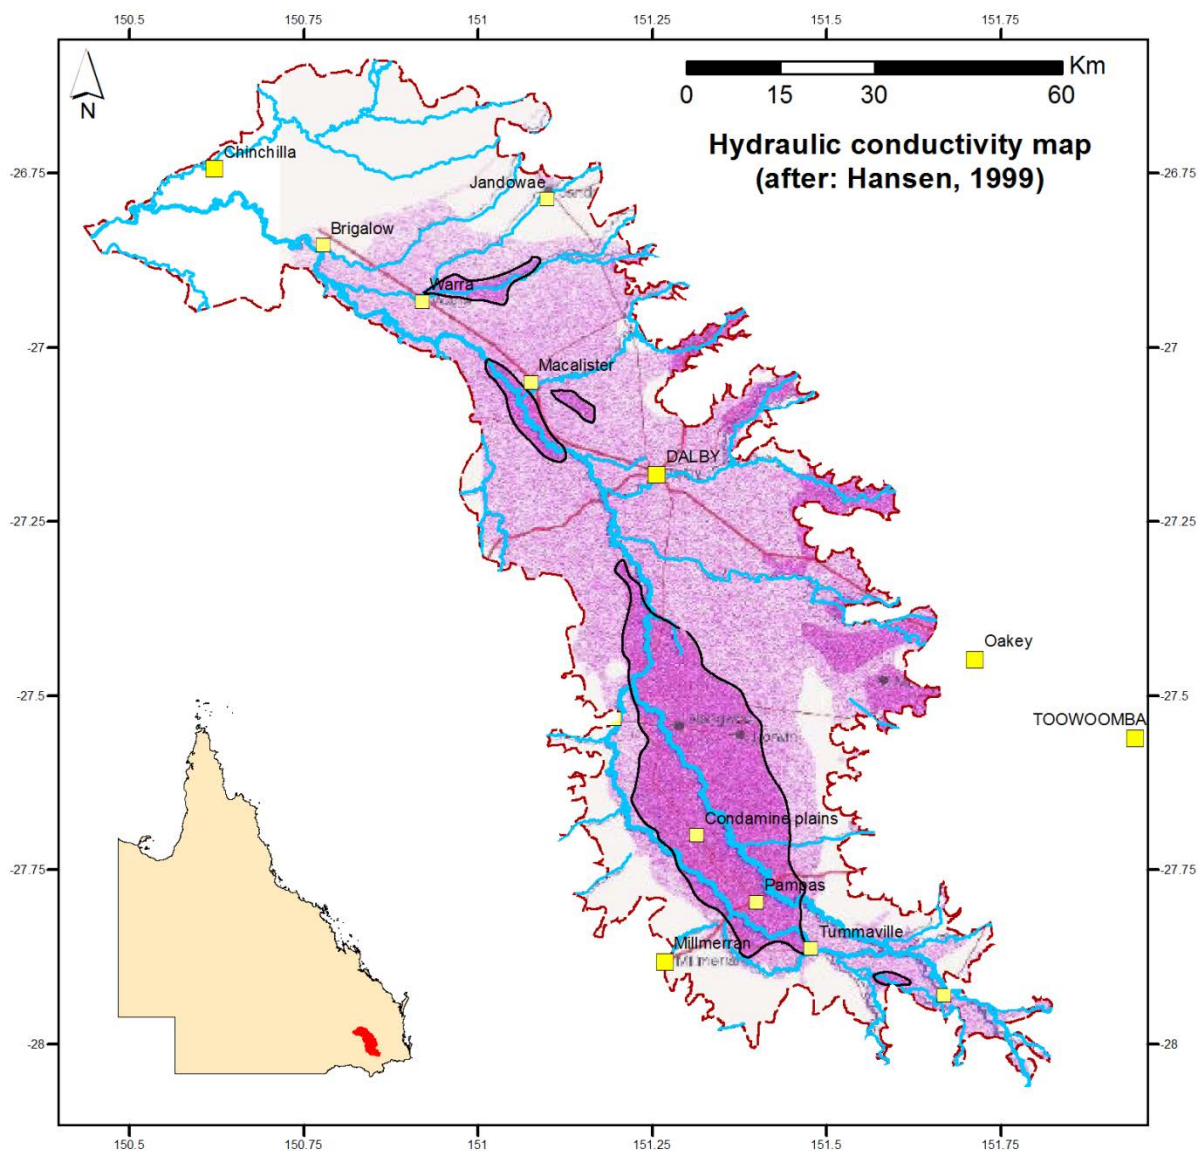 150.5 150.75 151 151.25 151.5 151.75
Km
0 15 30 60
N
Hydraulic conductivity map
(after: Hansen, 1999)
Chinchilla
-26.75 -26.75
Jandowae
Brigalow
Warra
-27 -27
Macalister
DALBY
-27.25 -27.25
Oakey
-27.5 -27.5
TOOWOOMBA
Condamine plains
-27.75 -27.75
Pampas
Tummaville
Millmerran
-28 -28
150.5 150.75 151 151.25 151.5 151.75